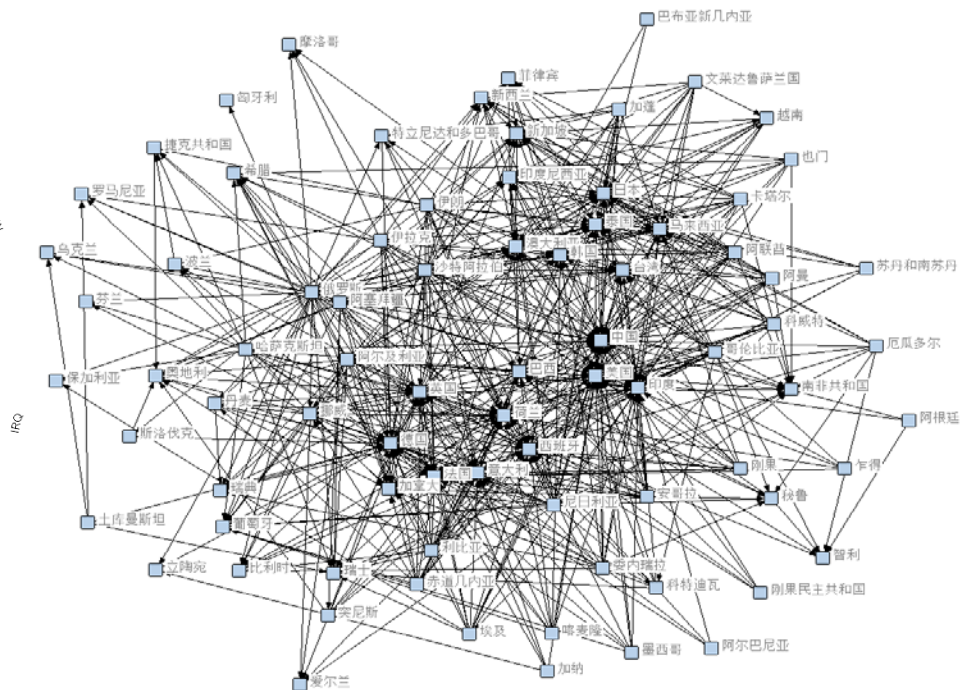 巴布亚新几内亚
摩洛哥
菲律宾
文莱达鲁萨兰国
匈牙利
新西兰
加蓬
越南
捷克共和国
特立尼达和多巴哥
新加坡
也门
希腊
印度尼西亚
罗马尼亚
日本
卡塔尔
伊朗
泰国
马来西亚
伊拉克
澳大利亚
乌克兰
韩国
阿联酋
波兰
沙特阿拉伯
台湾
阿曼
苏丹和南苏丹
俄罗斯
芬兰
阿塞拜疆
科威特
中国
哈萨克斯坦
阿尔及利亚
哥伦比亚
厄瓜多尔
保加利亚
奥地利
巴西
美国
印度
南非共和国
英国
丹麦
挪威
荷兰
阿根廷
斯洛伐克
德国
西班牙
IRQ
法国
意大利
刚果
乍得
瑞典
加拿大
尼日利亚
安哥拉
秘鲁
土库曼斯坦
葡萄牙
利比亚
智利
立陶宛
比利时
瑞士
委内瑞拉
赤道几内亚
科特迪瓦
刚果民主共和国
突尼斯
埃及
喀麦隆
墨西哥
阿尔巴尼亚
加纳
爱尔兰